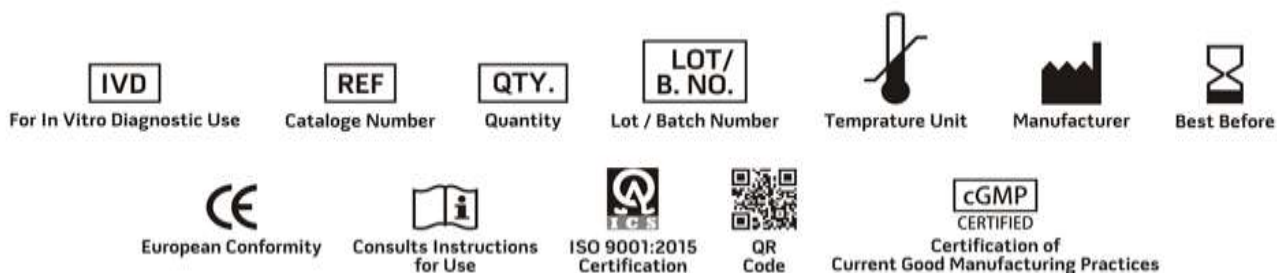 IVD
For In Vitro Diagnostic Use
REF
Cataloge Number
QTY.
Quantity
LOT/
B. NO.
Lot / Batch Number
Temprature Unit
Manufacturer
Best Before
CE
European Conformity
i
Consults Instructions
for Use
ICS
ISO 9001:2015
Certification
QR
Code
cGMP
CERTIFIED
Certification of
Current Good Manufacturing Practices